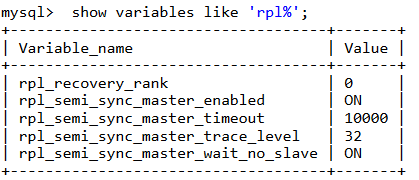 mysql>  show variables like 'rpl%';
+------------------------------------+-------+
| Variable_name                      | Value |
+------------------------------------+-------+
| rpl_recovery_rank                  | 0     |
| rpl_semi_sync_master_enabled       | ON    |
| rpl_semi_sync_master_timeout       | 10000 |
| rpl_semi_sync_master_trace_level   | 32    |
| rpl_semi_sync_master_wait_no_slave | ON    |
+------------------------------------+-------+